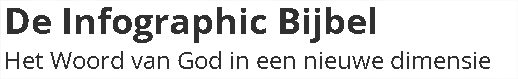 De Infographic Bijbel
Het Woord van God in een nieuwe dimensie